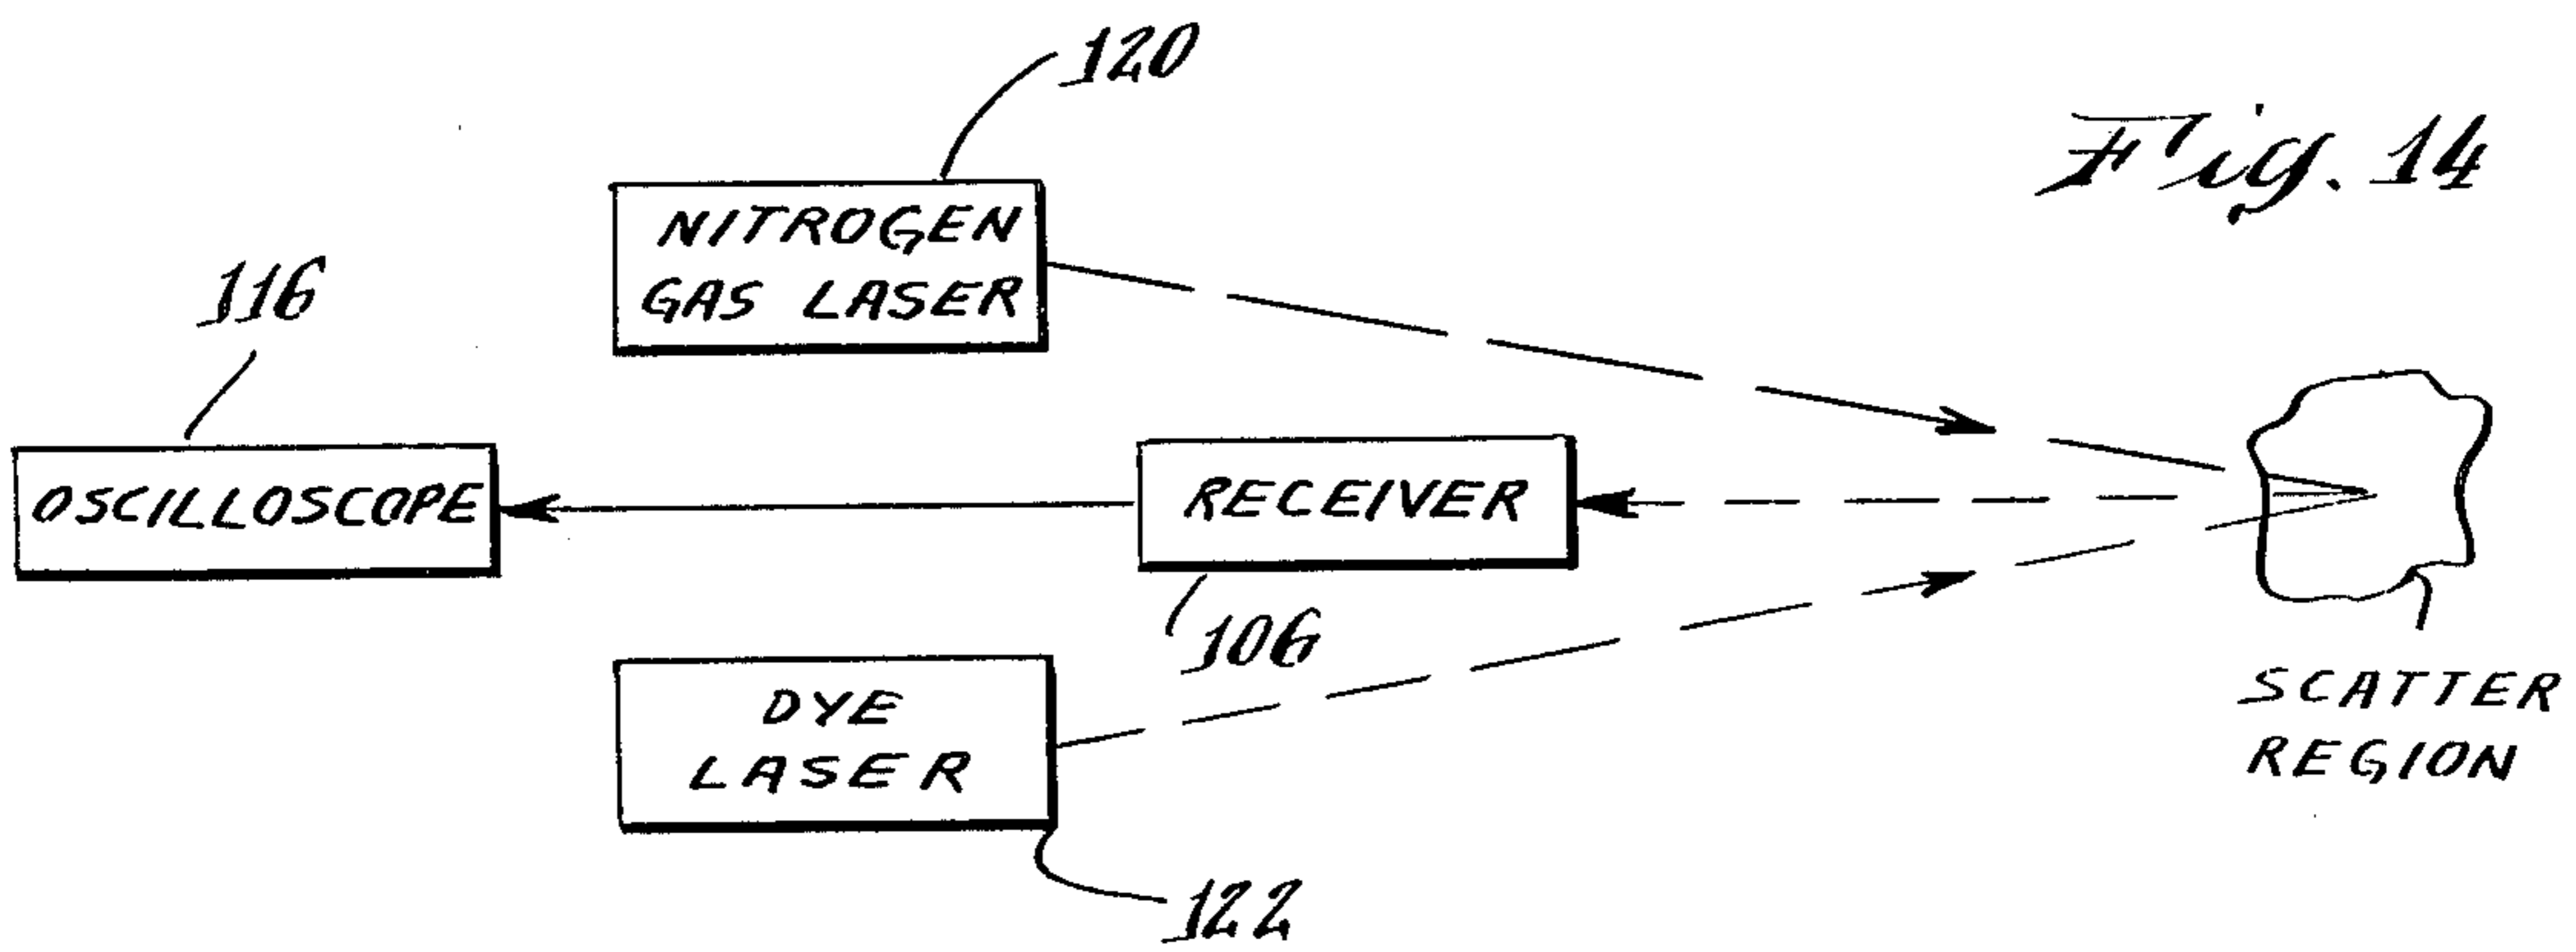 120
Fig. 14
NITROGEN
GAS LASER
116
OSCILLOSCOPE
RECEIVER
106
SCATTER
REGION
DYE
LASER
122